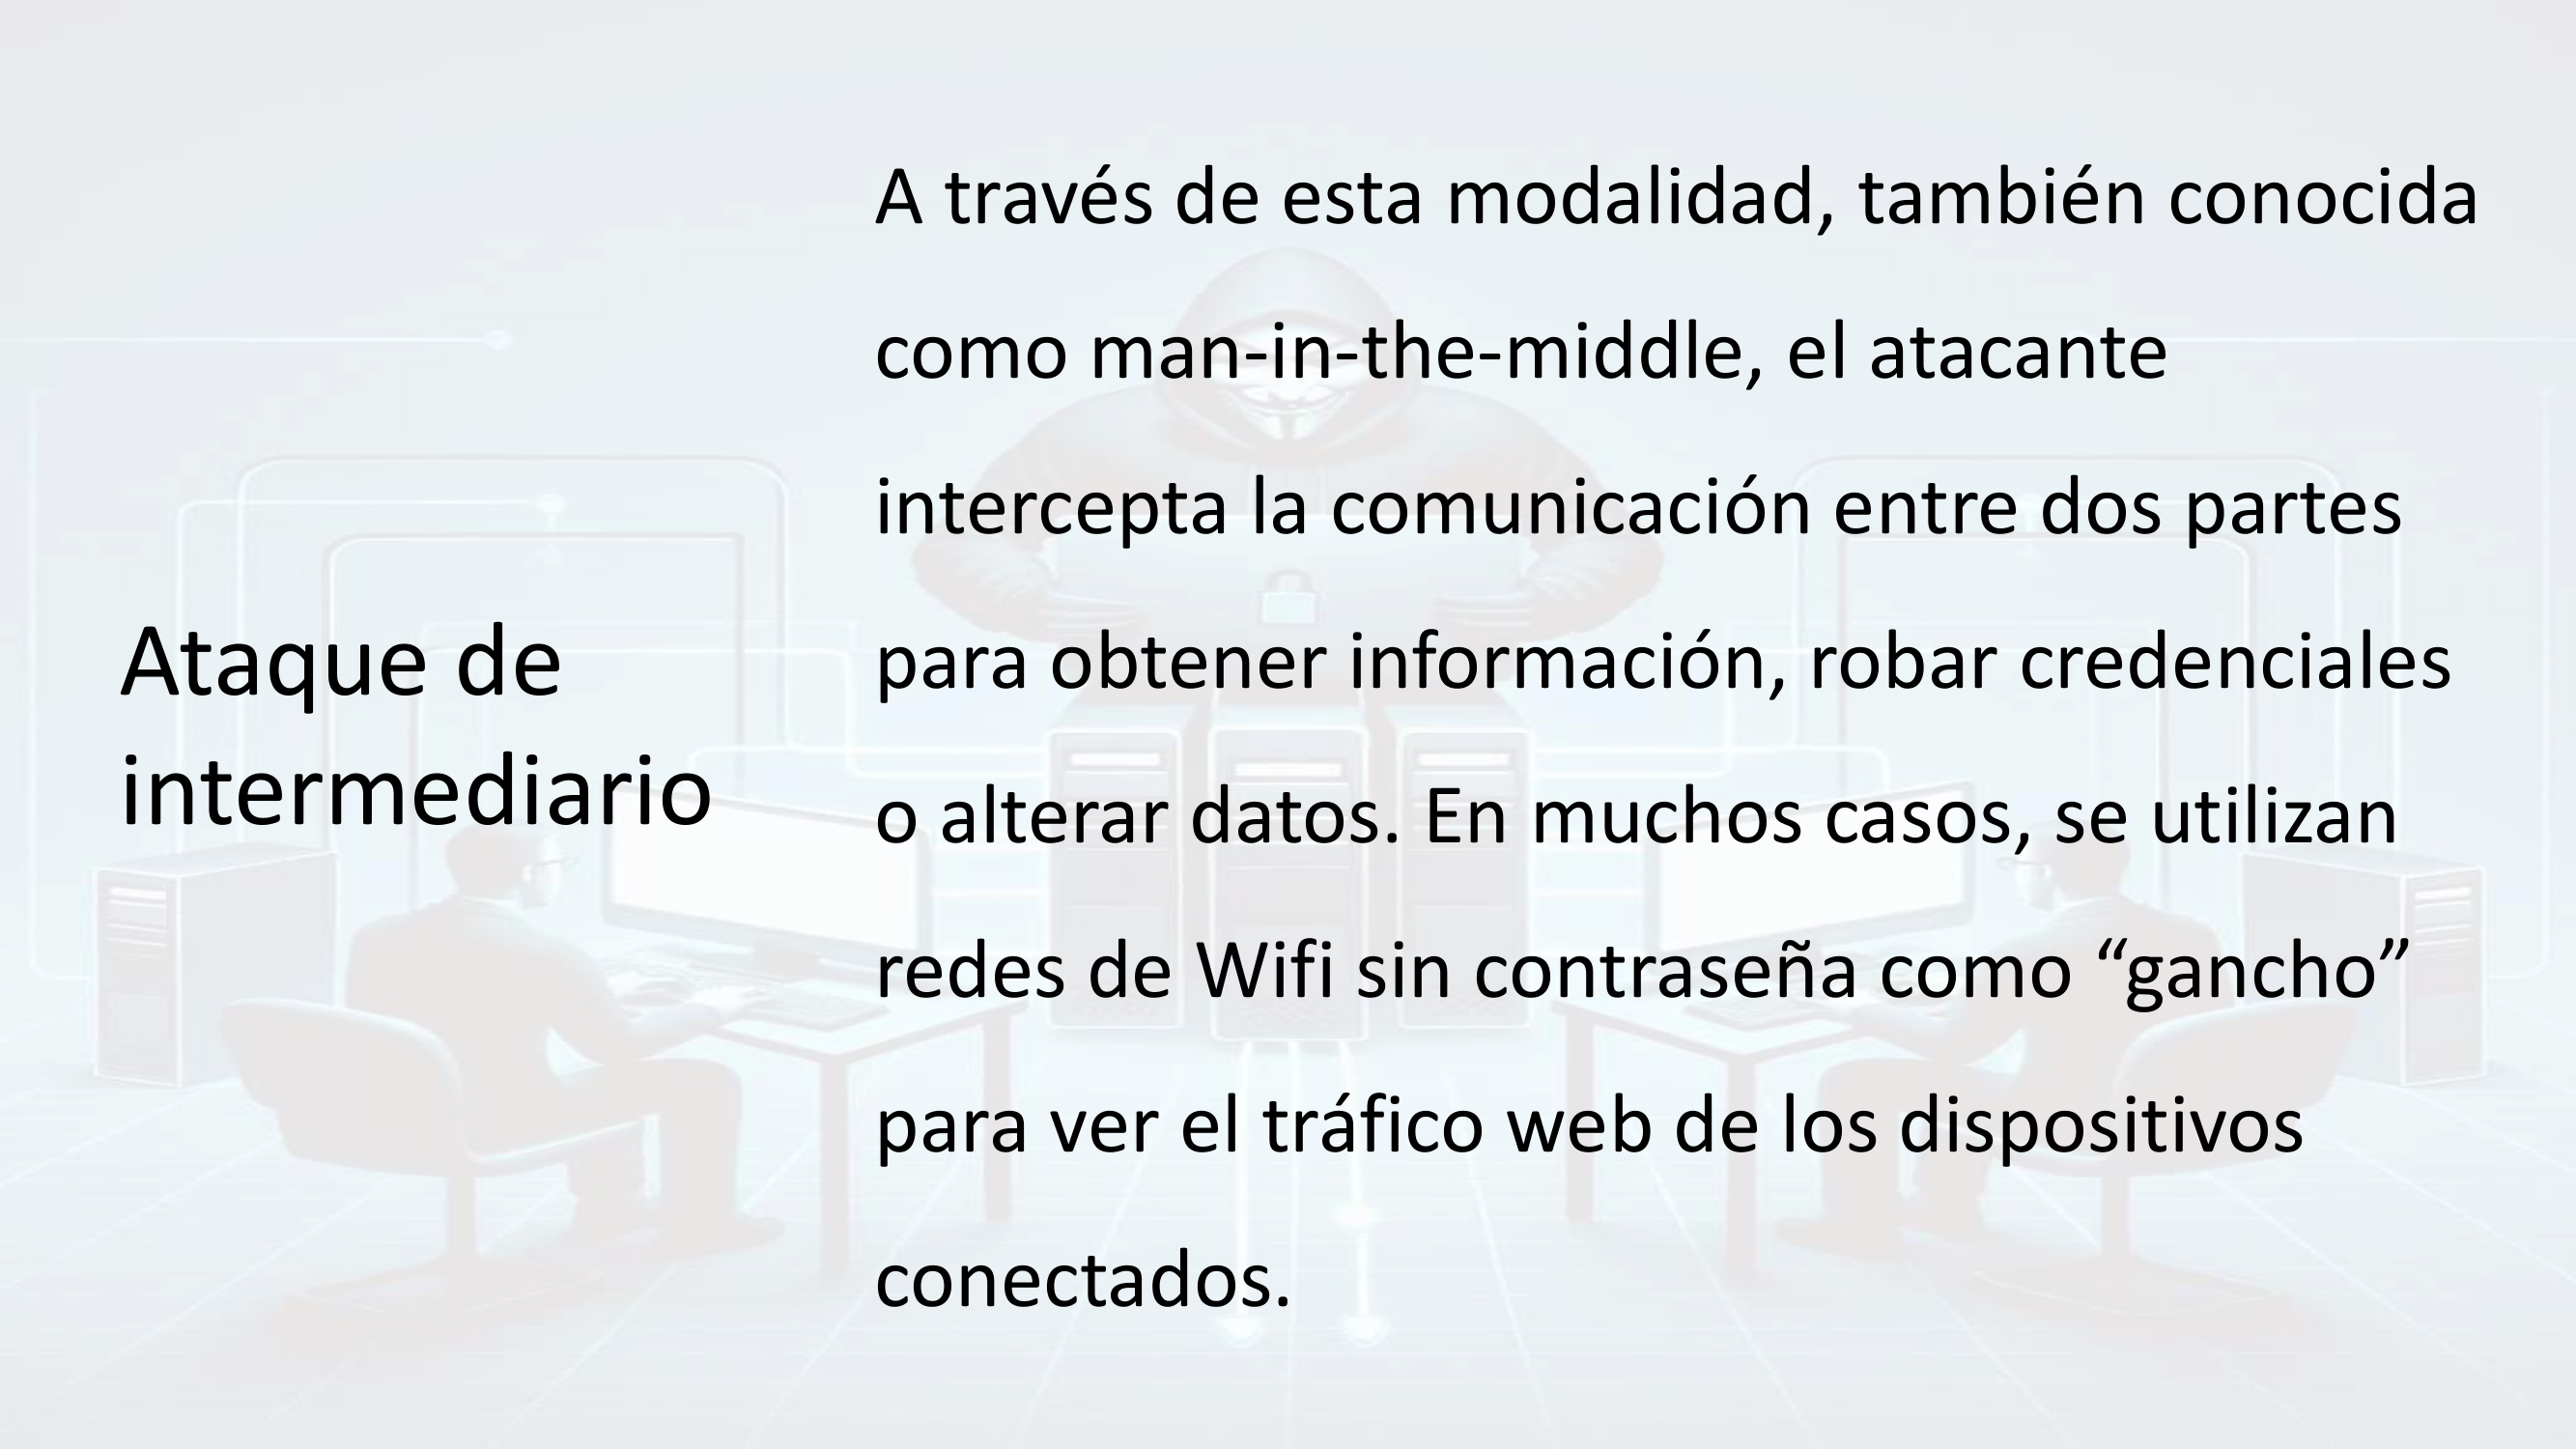 Ataque de
intermediario
A través de esta modalidad, también conocida
como man-in-the-middle, el atacante
intercepta la comunicación entre dos partes
para obtener información, robar credenciales
o alterar datos. En muchos casos, se utilizan
redes de Wifi sin contraseña como “gancho”
para ver el tráfico web de los dispositivos
conectados.